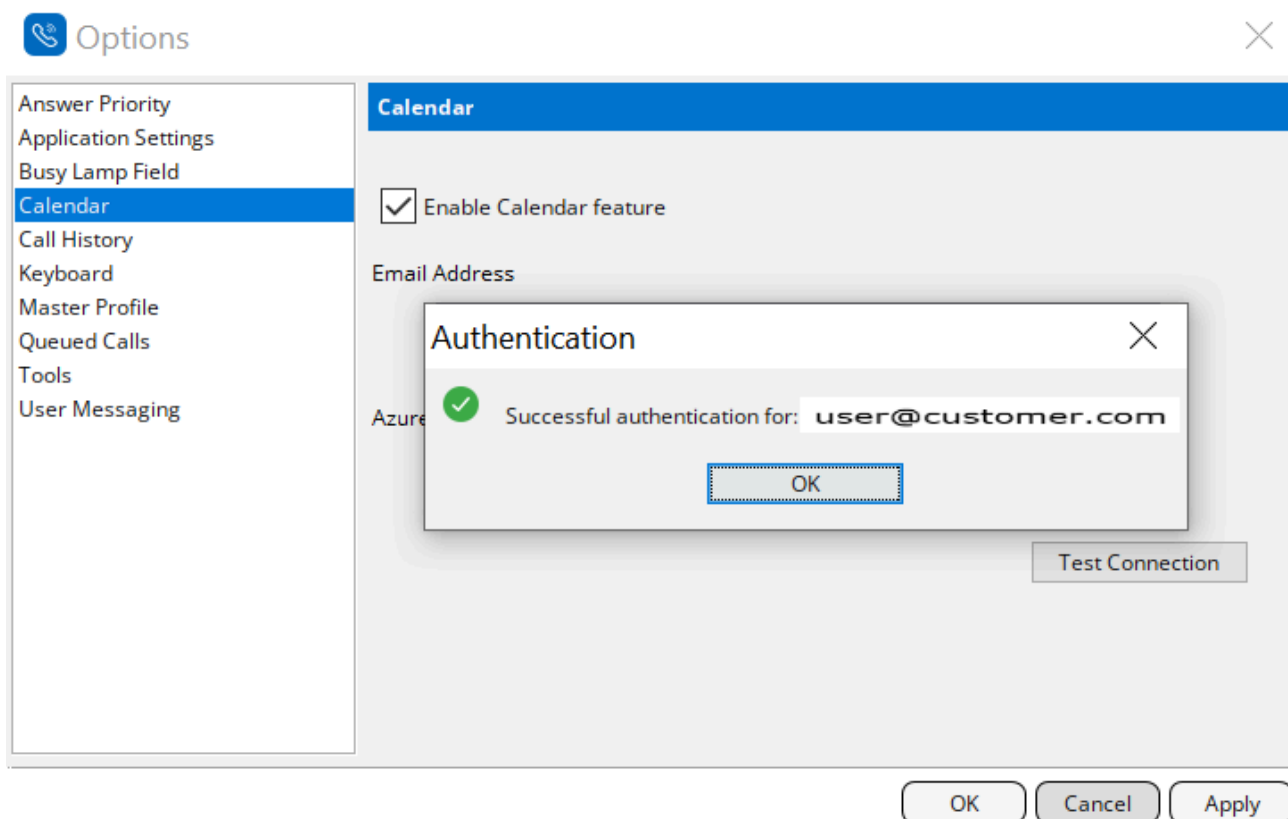 Options
Answer Priority
Application Settings
Busy Lamp Field
Calendar
Call History
Keyboard
Master Profile
Queued Calls
Tools
User Messaging
Calendar
Enable Calendar feature
Email Address
Azure
Authentication
Successful authentication for: user@customer.com
OK
Test Connection
OK Cancel Apply